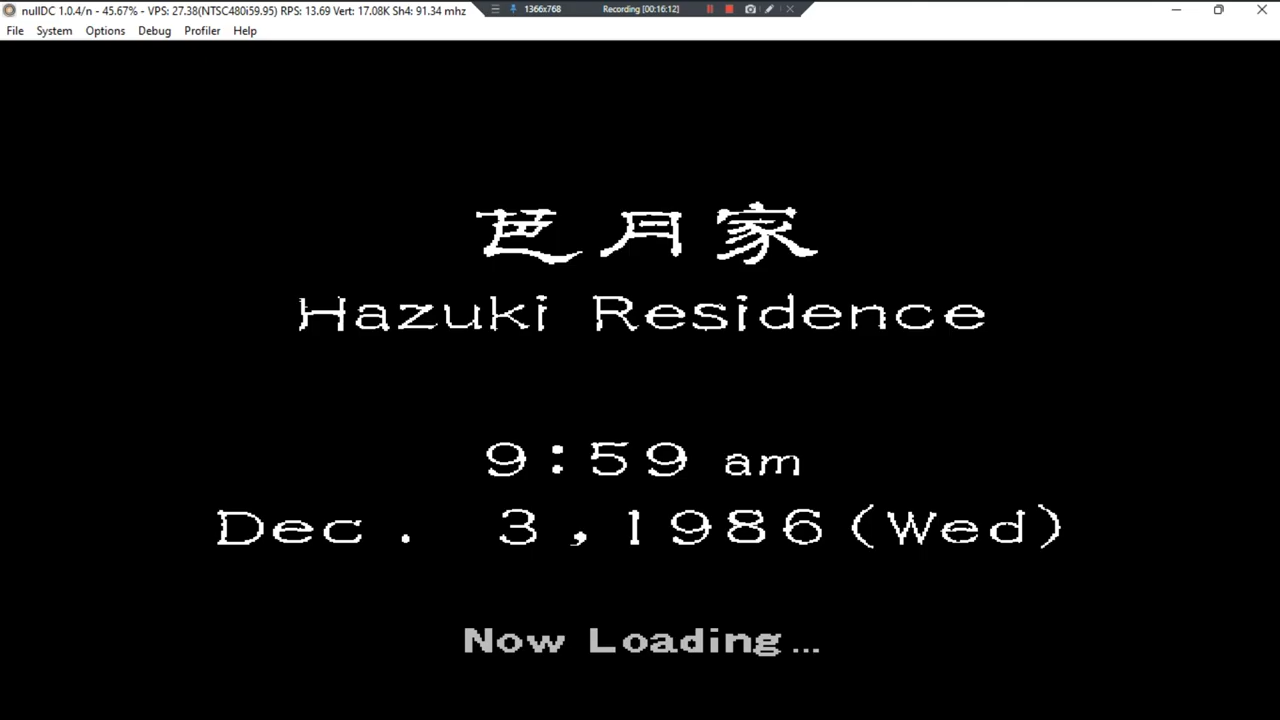 nullDC 1.0.4/n - 45.67% - VPS: 27.38(NTSC480i59.95) RPS: 13.69 Vert: 17.08K Sh4: 91.34 mhz
1366x768
Recording [00:16:12]
File System Options Debug Profiler Help
芭月家
Hazuki Residence
9:59 am
Dec. 3,1986(Wed)
Now Loading...